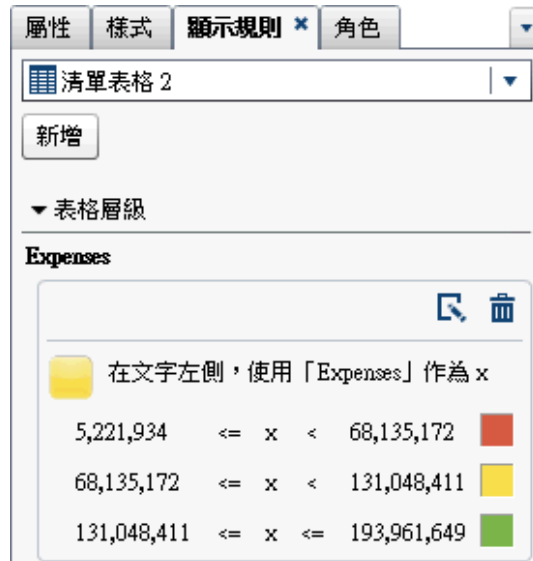 屬性 樣式 顯示規則 × 角色
清單表格 2
新增
表格層級
Expenses
在文字左側，使用「Expenses」作為 x
5,221,934 <= x < 68,135,172
68,135,172 <= x < 131,048,411
131,048,411 <= x <= 193,961,649